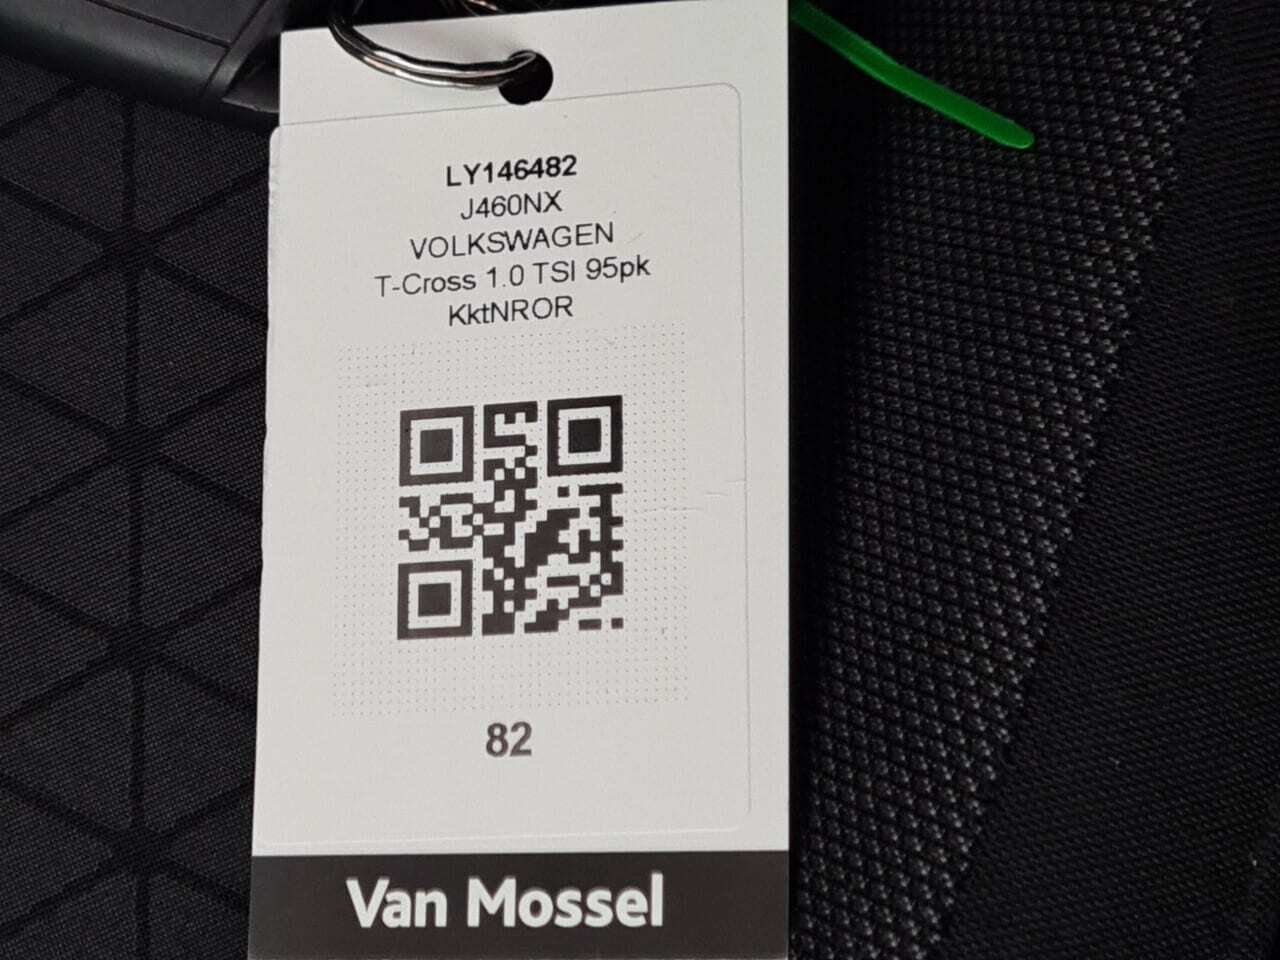 LY146482
J460NX
VOLKSWAGEN
T-Cross 1.0 TSI 95pk
KktNROR
82
Van Mossel